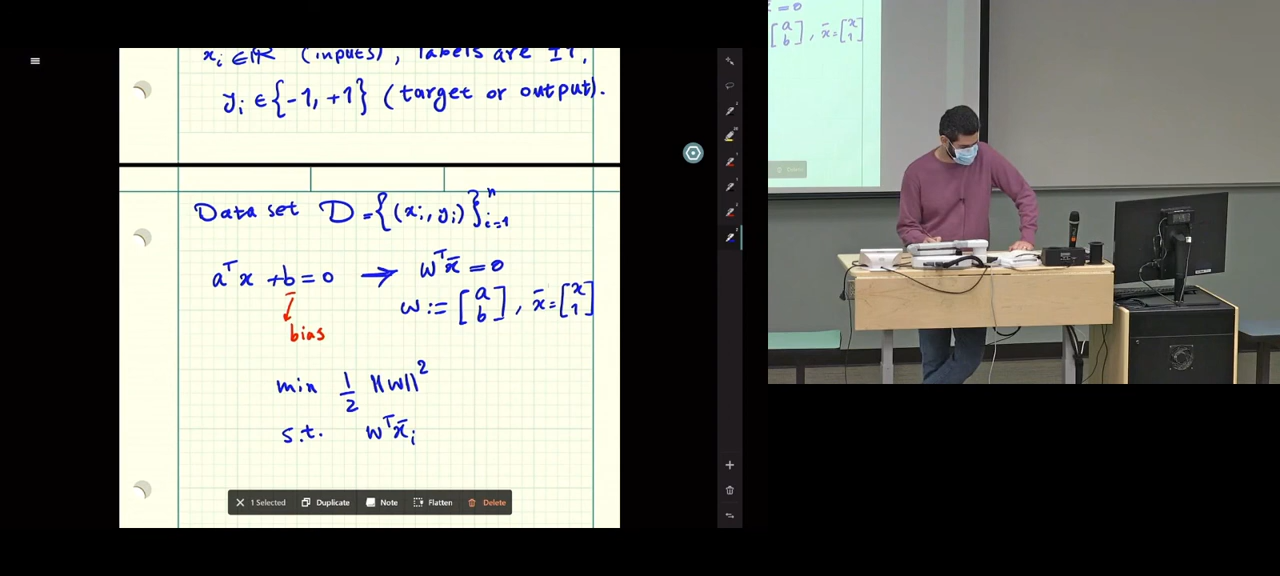 xᵢ ∈ ℝ (inputs), labels are
yᵢ ∈ {-1, +1} (target or output).
Data set D = {(xᵢ, yᵢ)}ⁿᵢ₌₁
aᵀx + b = 0 → wᵀx̄ = 0
bias
w := [a b], x̄ = [x 1]
min 1/2 ||w||²
s.t. wᵀx̄ᵢ
1 Selected Duplicate Note Flatten Delete
= 0
[a b], x̄ = [x 1]